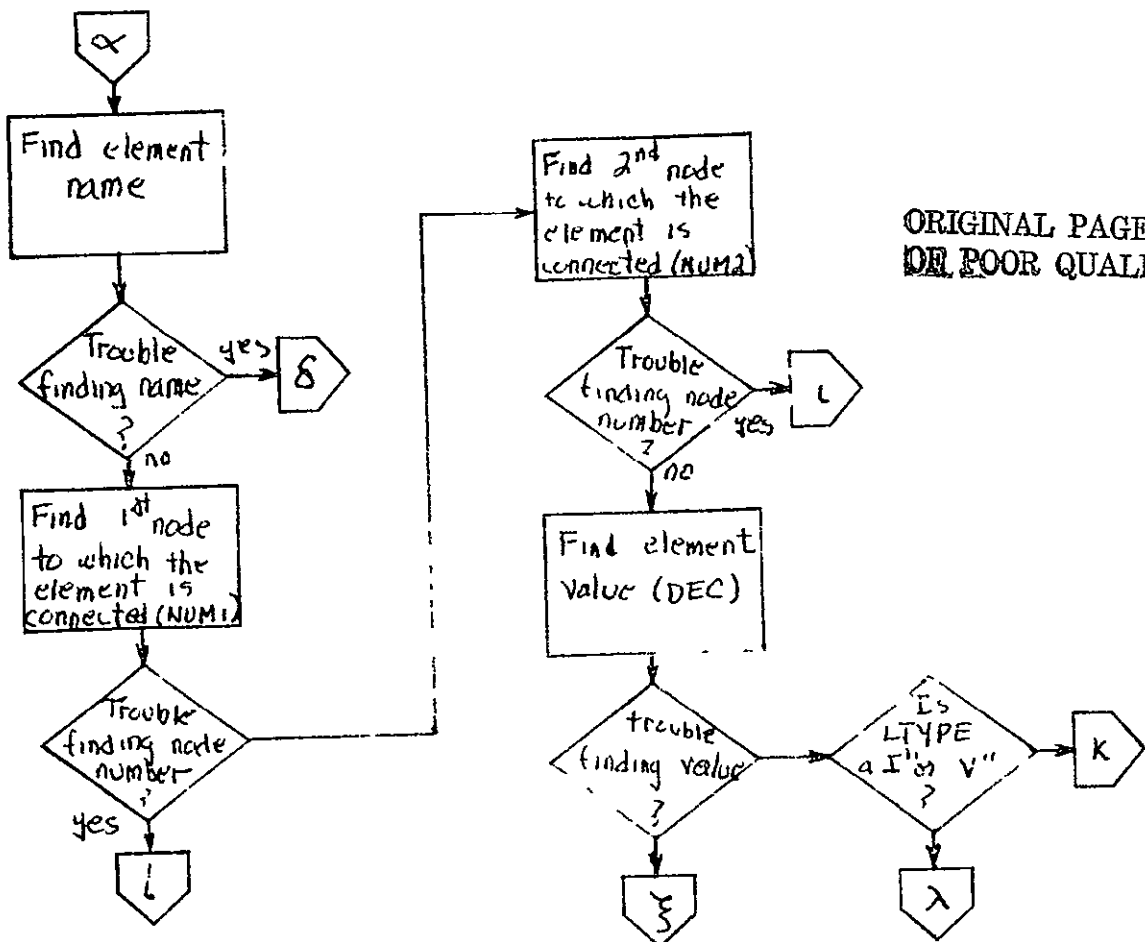 α
Find element
name
Trouble
finding name
?
yes
δ
no
Find 1st node
to which the
element is
connected (NUM1)
Trouble
finding node
number
?
yes
ι
Find 2nd node
to which the
element is
connected (NUM2)
Trouble
finding node
number
?
yes
ι
no
Find element
value (DEC)
trouble
finding value
?
ξ
Is
LTYPE
a I" or V"
?
K
λ
ORIGINAL PAGE
OF POOR QUALI